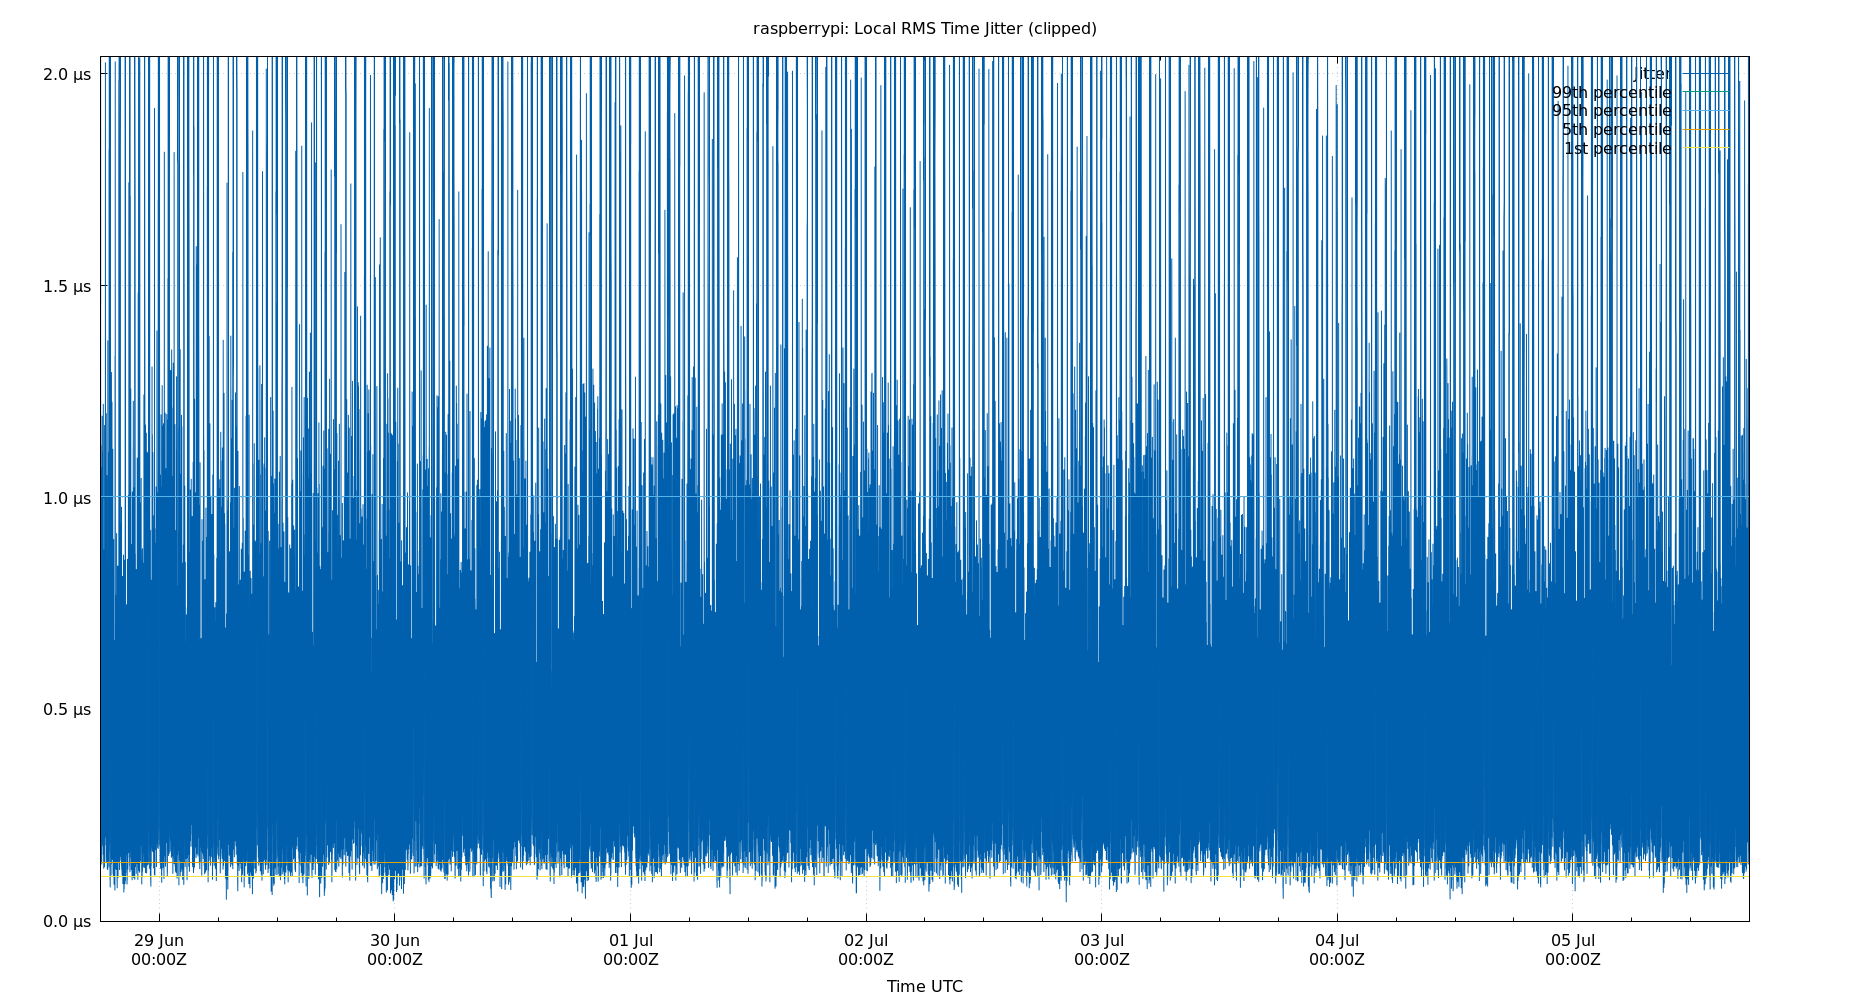 raspberrypi: Local RMS Time Jitter (clipped)
2.0 μs
1.5 μs
1.0 μs
0.5 μs
0.0 μs
jitter
99th percentile
95th percentile
5th percentile
1st percentile
29 Jun 30 Jun 01 Jul 02 Jul 03 Jul 04 Jul 05 Jul
00:00Z 00:00Z 00:00Z 00:00Z 00:00Z 00:00Z 00:00Z
Time UTC